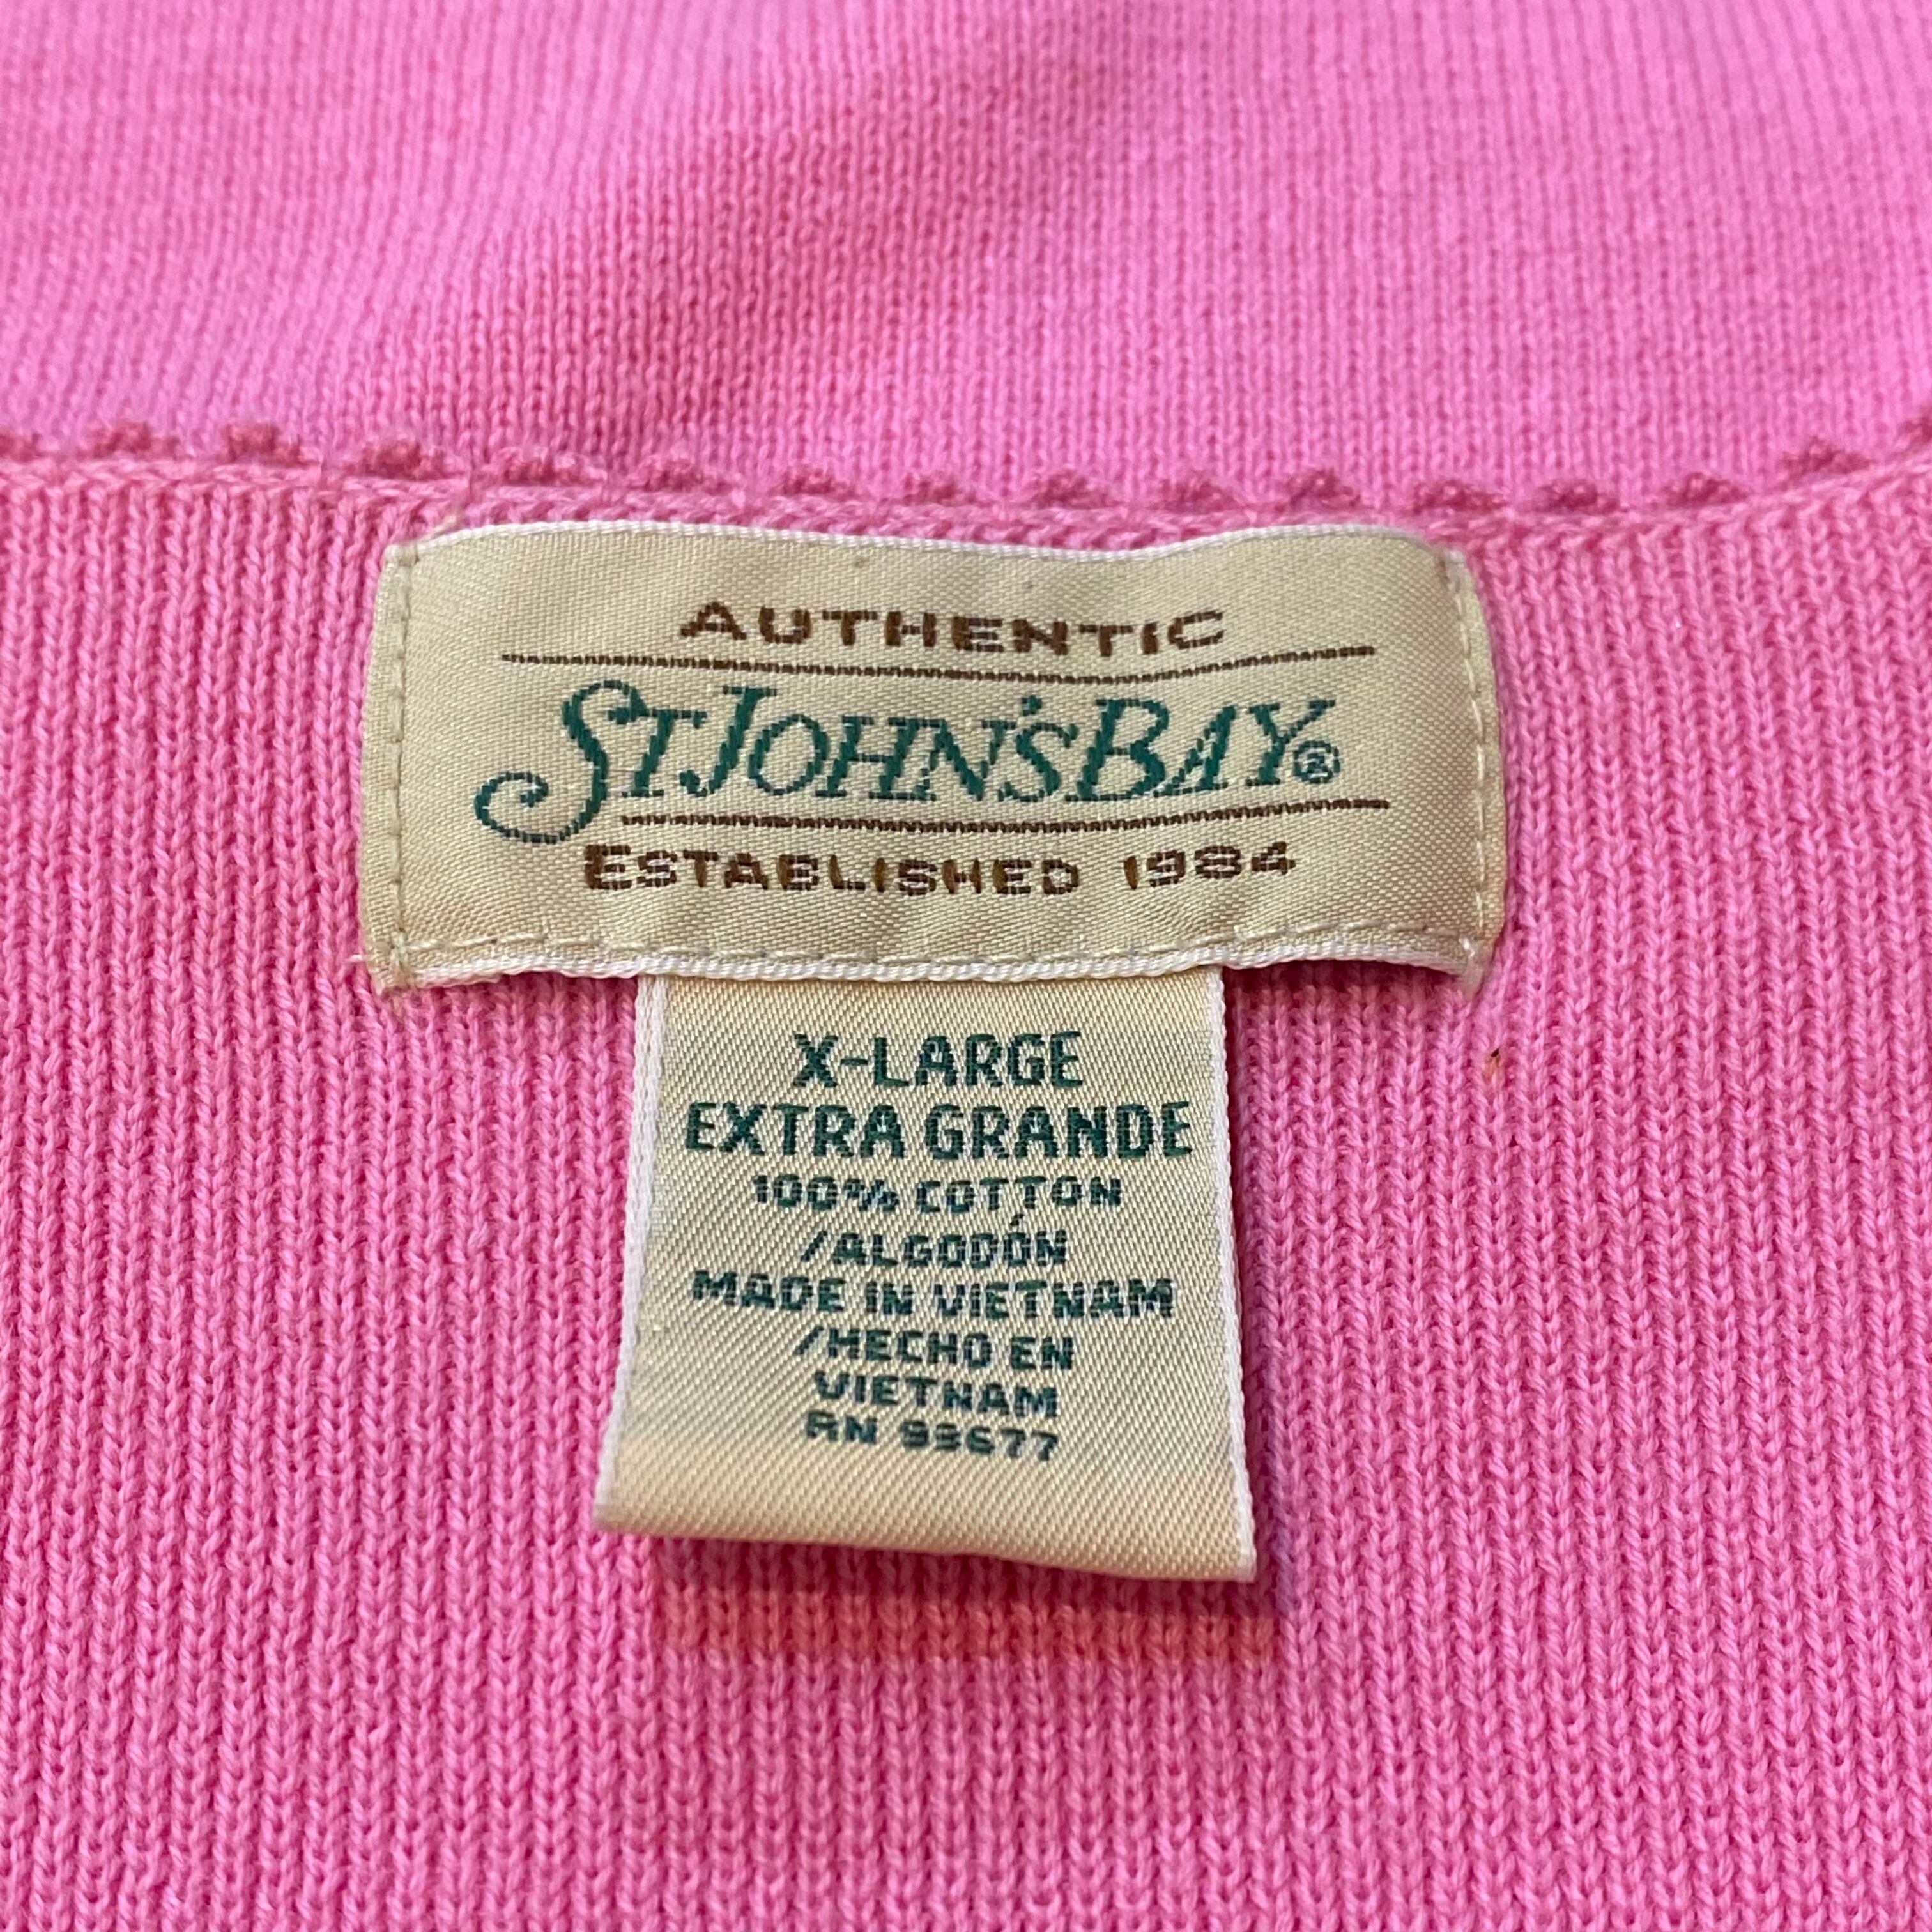 AUTHENTIC
ST JOHN'S BAY®
ESTABLISHED 1984
X-LARGE
EXTRA GRANDE
100% COTTON
/ALGODÓN
MADE IN VIETNAM
/HECHO EN
VIETNAM
RN 93677